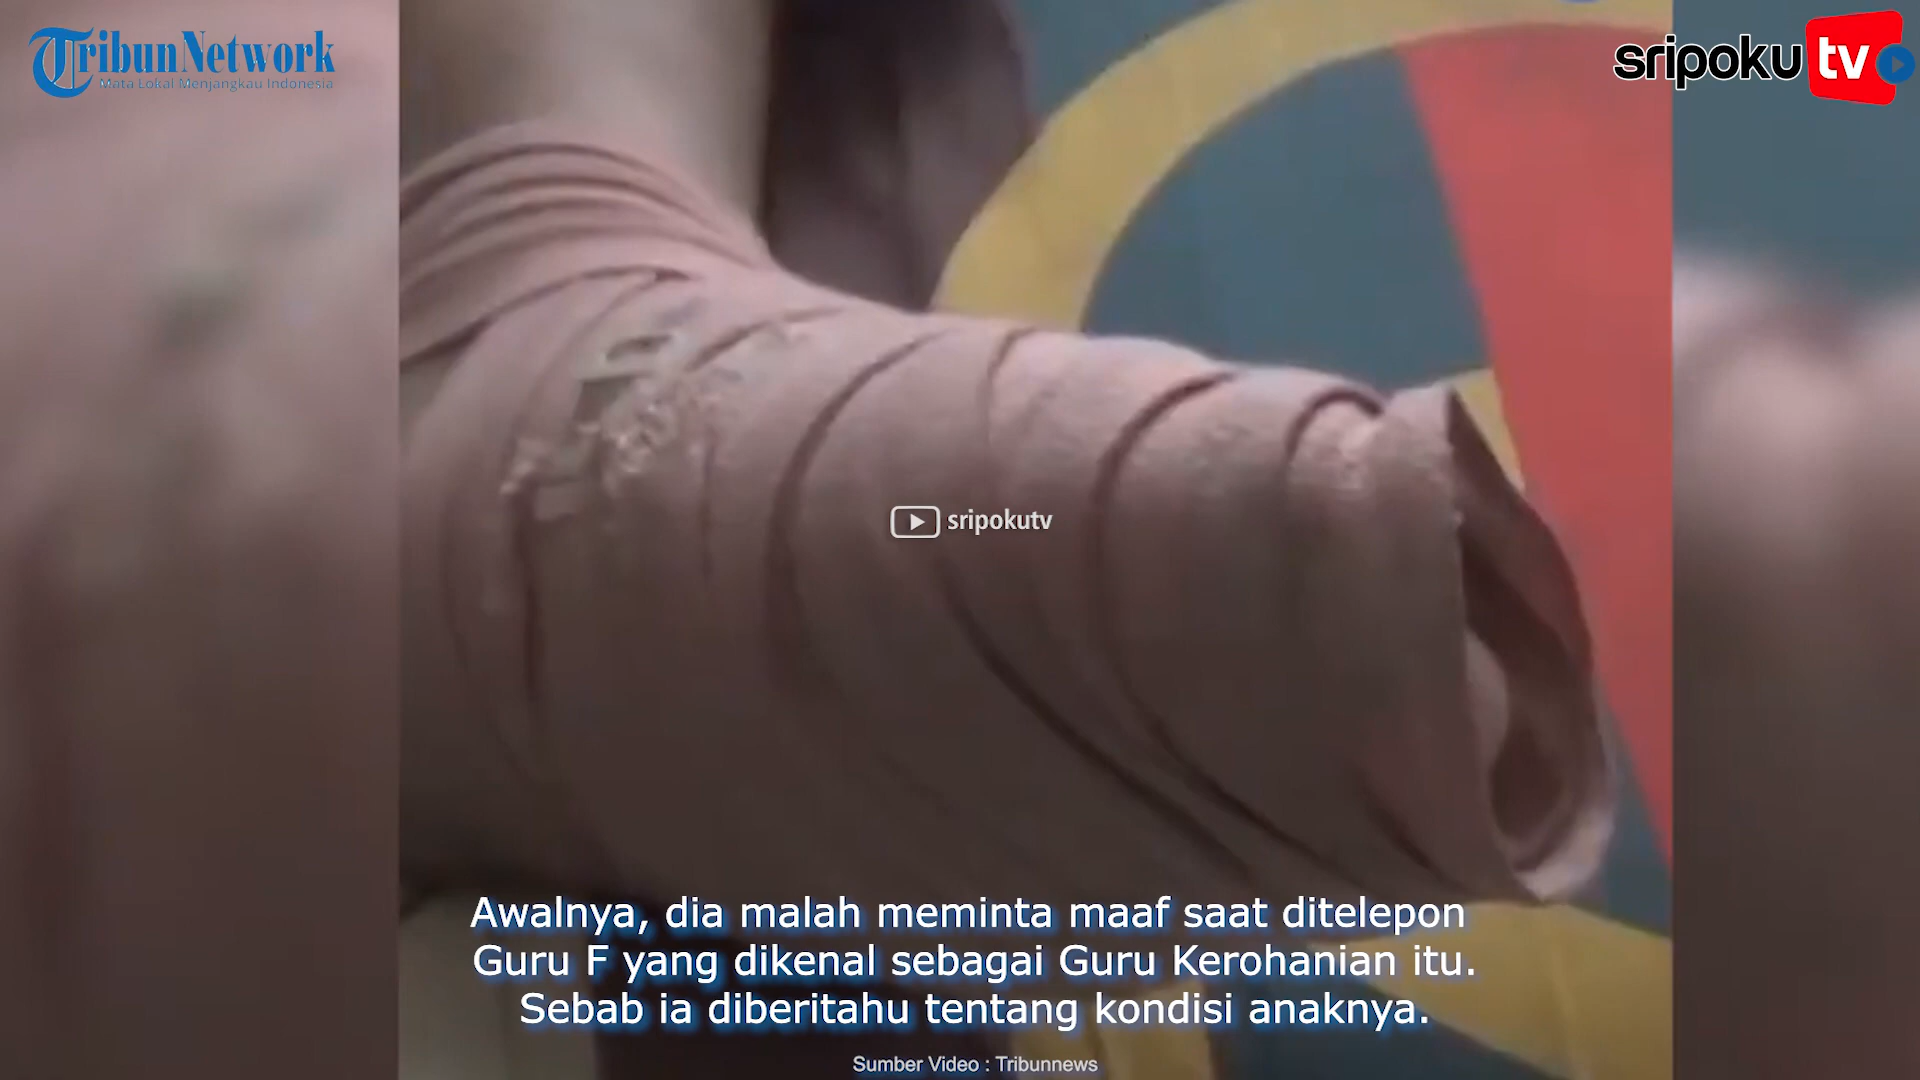 TribunNetwork
Mata Lokal Menjangkau Indonesia
sripoku tv
sripokutv
Awalnya, dia malah meminta maaf saat ditelepon
Guru F yang dikenal sebagai Guru Kerohanian itu.
Sebab ia diberitahu tentang kondisi anaknya.
Sumber Video : Tribunnews